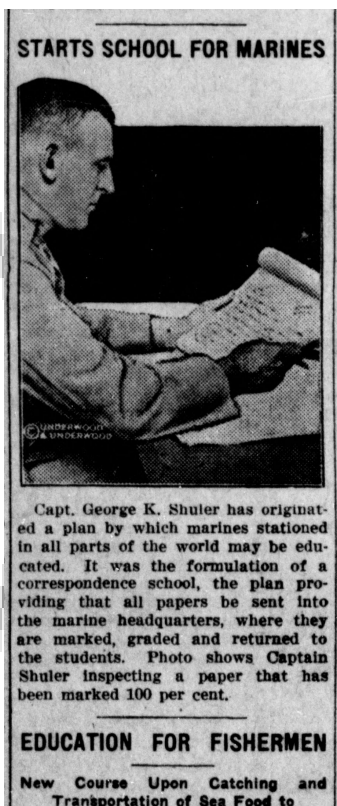 STARTS SCHOOL FOR MARINES
© UNDERWOOD
& UNDERWOOD
Capt. George K. Shuler has originat-
ed a plan by which marines stationed
in all parts of the world may be edu-
cated. It was the formulation of a
correspondence school, the plan pro-
viding that all papers be sent into
the marine headquarters, where they
are marked, graded and returned to
the students. Photo shows Captain
Shuler inspecting a paper that has
been marked 100 per cent.
EDUCATION FOR FISHERMEN
New Course Upon Catching and
Transportation of Sea Food to